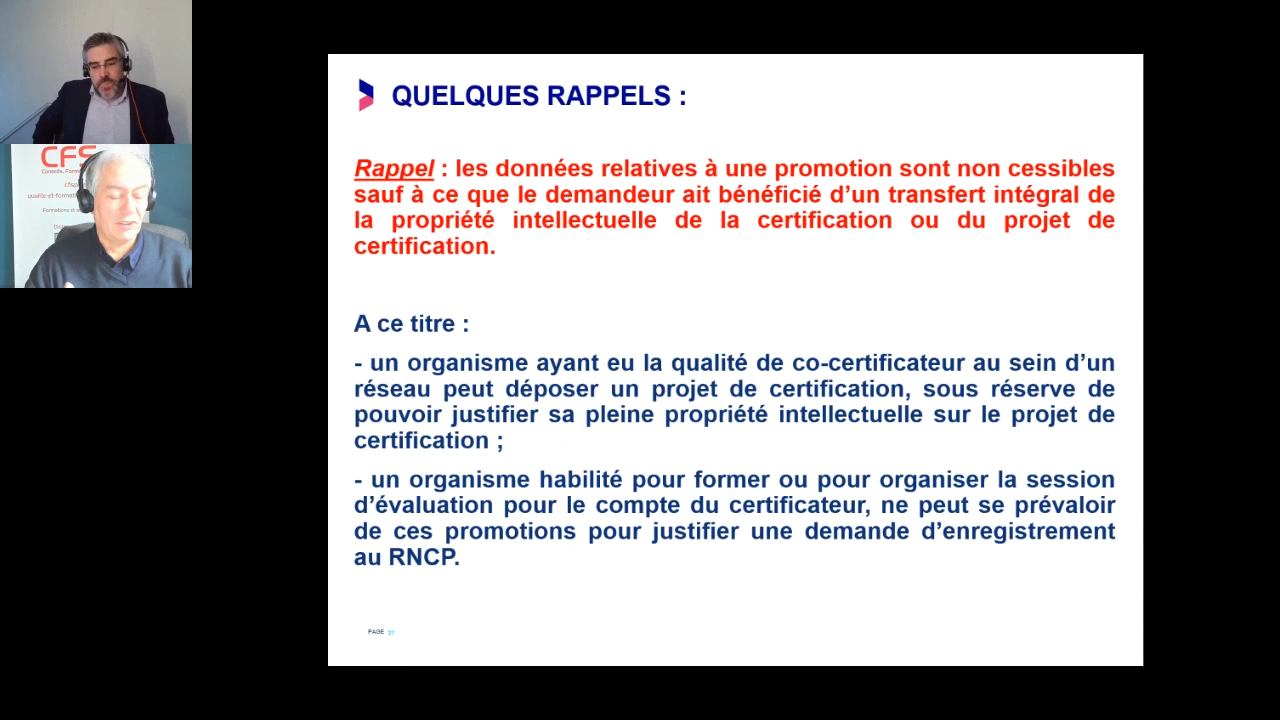 QUELQUES RAPPELS :
Rappel : les données relatives à une promotion sont non cessibles
sauf à ce que le demandeur ait bénéficié d’un transfert intégral de
la propriété intellectuelle de la certification ou du projet de
certification.
A ce titre :
- un organisme ayant eu la qualité de co-certificateur au sein d’un
réseau peut déposer un projet de certification, sous réserve de
pouvoir justifier sa pleine propriété intellectuelle sur le projet de
certification ;
- un organisme habilité pour former ou pour organiser la session
d’évaluation pour le compte du certificateur, ne peut se prévaloir
de ces promotions pour justifier une demande d’enregistrement
au RNCP.
PAGE
CFS